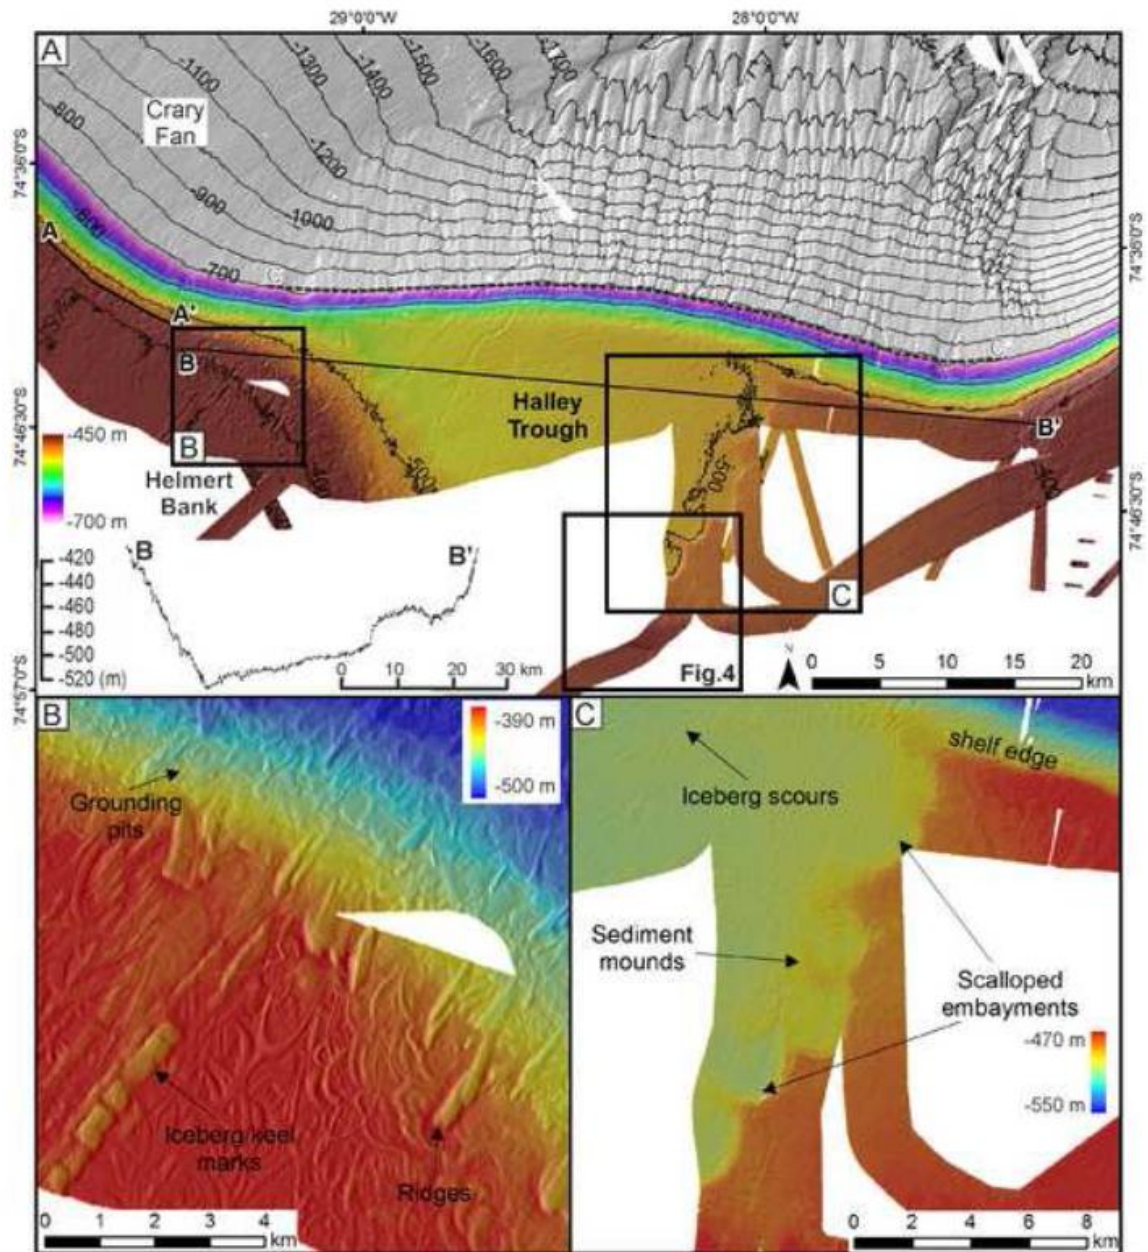 29°0'0"W
28°0'0"W
A
-1100
-1300
-1400
-1500
-1600
-1700
Crary
Fan
-800
-1200
-900
-1000
74°36'0"S
74°36'0"S
-600
A
-700
A'
B
B
Halley
Trough
B'
-500
-500
-400
-400
74°46'30"S
74°46'30"S
-450 m
-700 m
Helmert
Bank
C
B
B'
-420
-440
-460
-480
-500
-520 (m)
0 10 20 30 km
Fig.4
N
0 5 10 15 20
km
74°57'0"S
B
-390 m
-500 m
Grounding
pits
Iceberg keel
marks
Ridges
0 1 2 3 4
km
C
shelf edge
Iceberg scours
Sediment
mounds
Scalloped
embayments
-470 m
-550 m
0 2 4 6 8
km